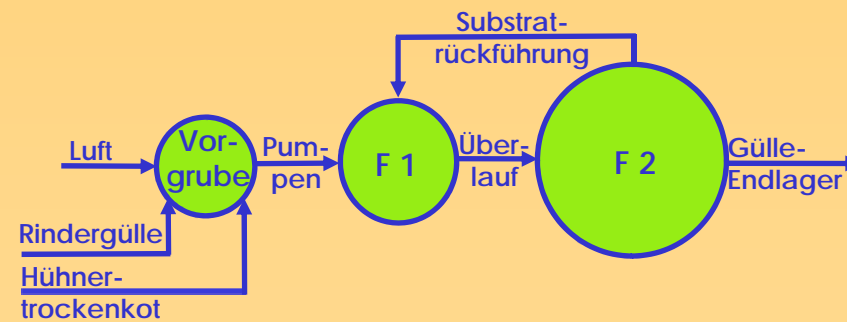 Substrat-
rückführung
Luft
Vor-
grube
Pum-
pen
F 1
Über-
lauf
F 2
Gülle-
Endlager
Rindergülle
Hühner-
trockenkot